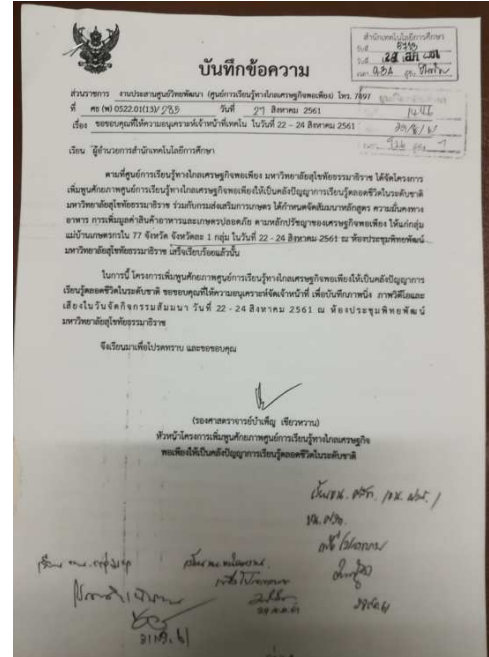 สำนักเทคโนโลยีการศึกษา
บันทึกข้อความ
ส่วนราชการ งานประสานศูนย์วิทยพัฒนา (ศูนย์การเรียนรู้ทางไกลเศรษฐกิจพอเพียง) โทร. 7897
ที่ ศธ (พ) 0522.01(13)/ วันที่ 27 สิงหาคม 2561
เรื่อง ขอขอบคุณที่ให้ความอนุเคราะห์เจ้าหน้าที่เทคโน ในวันที่ 22 – 24 สิงหาคม 2561
เรียน ผู้อำนวยการสำนักเทคโนโลยีการศึกษา
ตามที่ศูนย์การเรียนรู้ทางไกลเศรษฐกิจพอเพียง มหาวิทยาลัยสุโขทัยธรรมาธิราช ได้จัดโครงการ
เพิ่มพูนศักยภาพศูนย์การเรียนรู้ทางไกลเศรษฐกิจพอเพียงให้เป็นคลังปัญญาการเรียนรู้ตลอดชีวิตในระดับชาติ
มหาวิทยาลัยสุโขทัยธรรมาธิราช ร่วมกับกรมส่งเสริมการเกษตร ได้กำหนดจัดสัมมนาหลักสูตร ความมั่นคงทาง
อาหาร การเพิ่มมูลค่าสินค้าอาหารและเกษตรปลอดภัย ตามหลักปรัชญาของเศรษฐกิจพอเพียง ให้แก่กลุ่ม
แม่บ้านเกษตรกรใน 77 จังหวัด จังหวัดละ 1 กลุ่ม ในวันที่ 22 - 24 สิงหาคม 2561 ณ ห้องประชุมพิทยพัฒน์
มหาวิทยาลัยสุโขทัยธรรมาธิราช เสร็จเรียบร้อยแล้วนั้น
ในการนี้ โครงการเพิ่มพูนศักยภาพศูนย์การเรียนรู้ทางไกลเศรษฐกิจพอเพียงให้เป็นคลังปัญญาการ
เรียนรู้ตลอดชีวิตในระดับชาติ ขอขอบคุณที่ให้ความอนุเคราะห์จัดเจ้าหน้าที่ เพื่อบันทึกภาพนิ่ง ภาพวิดีโอและ
เสียงในวันจัดกิจกรรมสัมมนา วันที่ 22 - 24 สิงหาคม 2561 ณ ห้องประชุมพิทยพัฒน์
มหาวิทยาลัยสุโขทัยธรรมาธิราช
จึงเรียนมาเพื่อโปรดทราบ และขอขอบคุณ
(รองศาสตราจารย์บำเพ็ญ เขียวหวาน)
หัวหน้าโครงการเพิ่มพูนศักยภาพศูนย์การเรียนรู้ทางไกลเศรษฐกิจ
พอเพียงให้เป็นคลังปัญญาการเรียนรู้ตลอดชีวิตในระดับชาติ